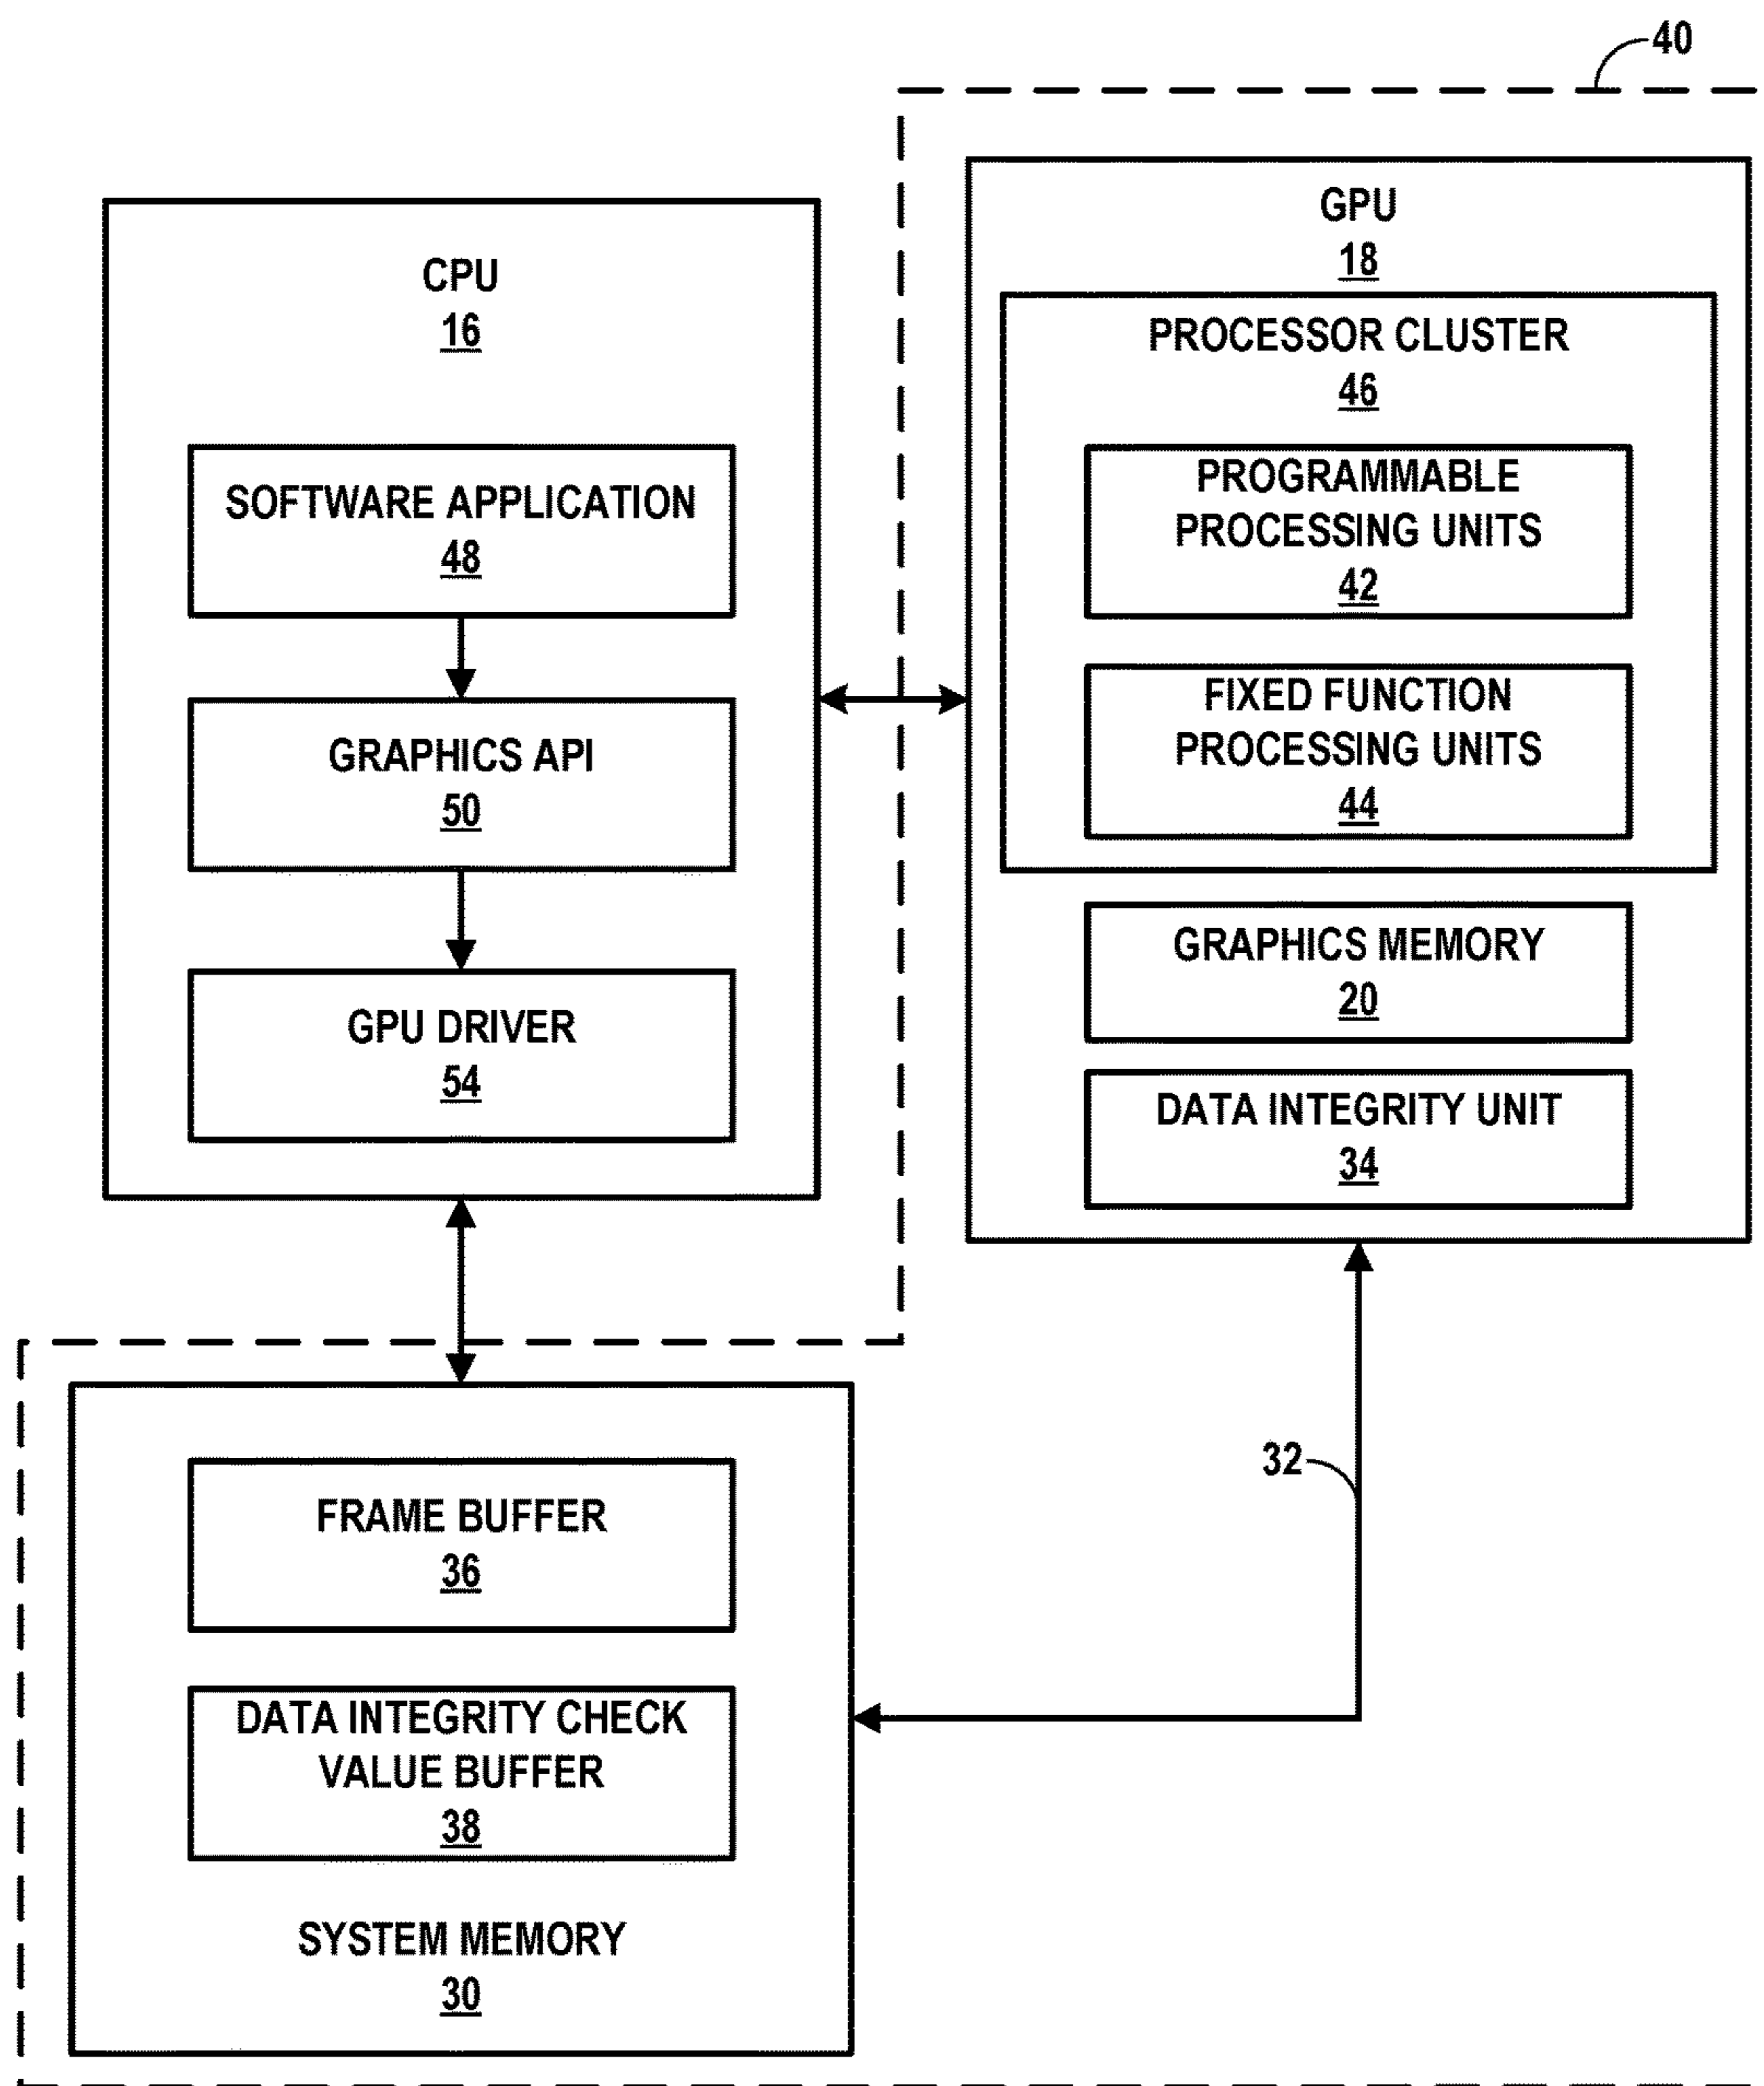 40
CPU
16
SOFTWARE APPLICATION
48
GRAPHICS API
50
GPU DRIVER
54
GPU
18
PROCESSOR CLUSTER
46
PROGRAMMABLE
PROCESSING UNITS
42
FIXED FUNCTION
PROCESSING UNITS
44
GRAPHICS MEMORY
20
DATA INTEGRITY UNIT
34
32
FRAME BUFFER
36
DATA INTEGRITY CHECK
VALUE BUFFER
38
SYSTEM MEMORY
30